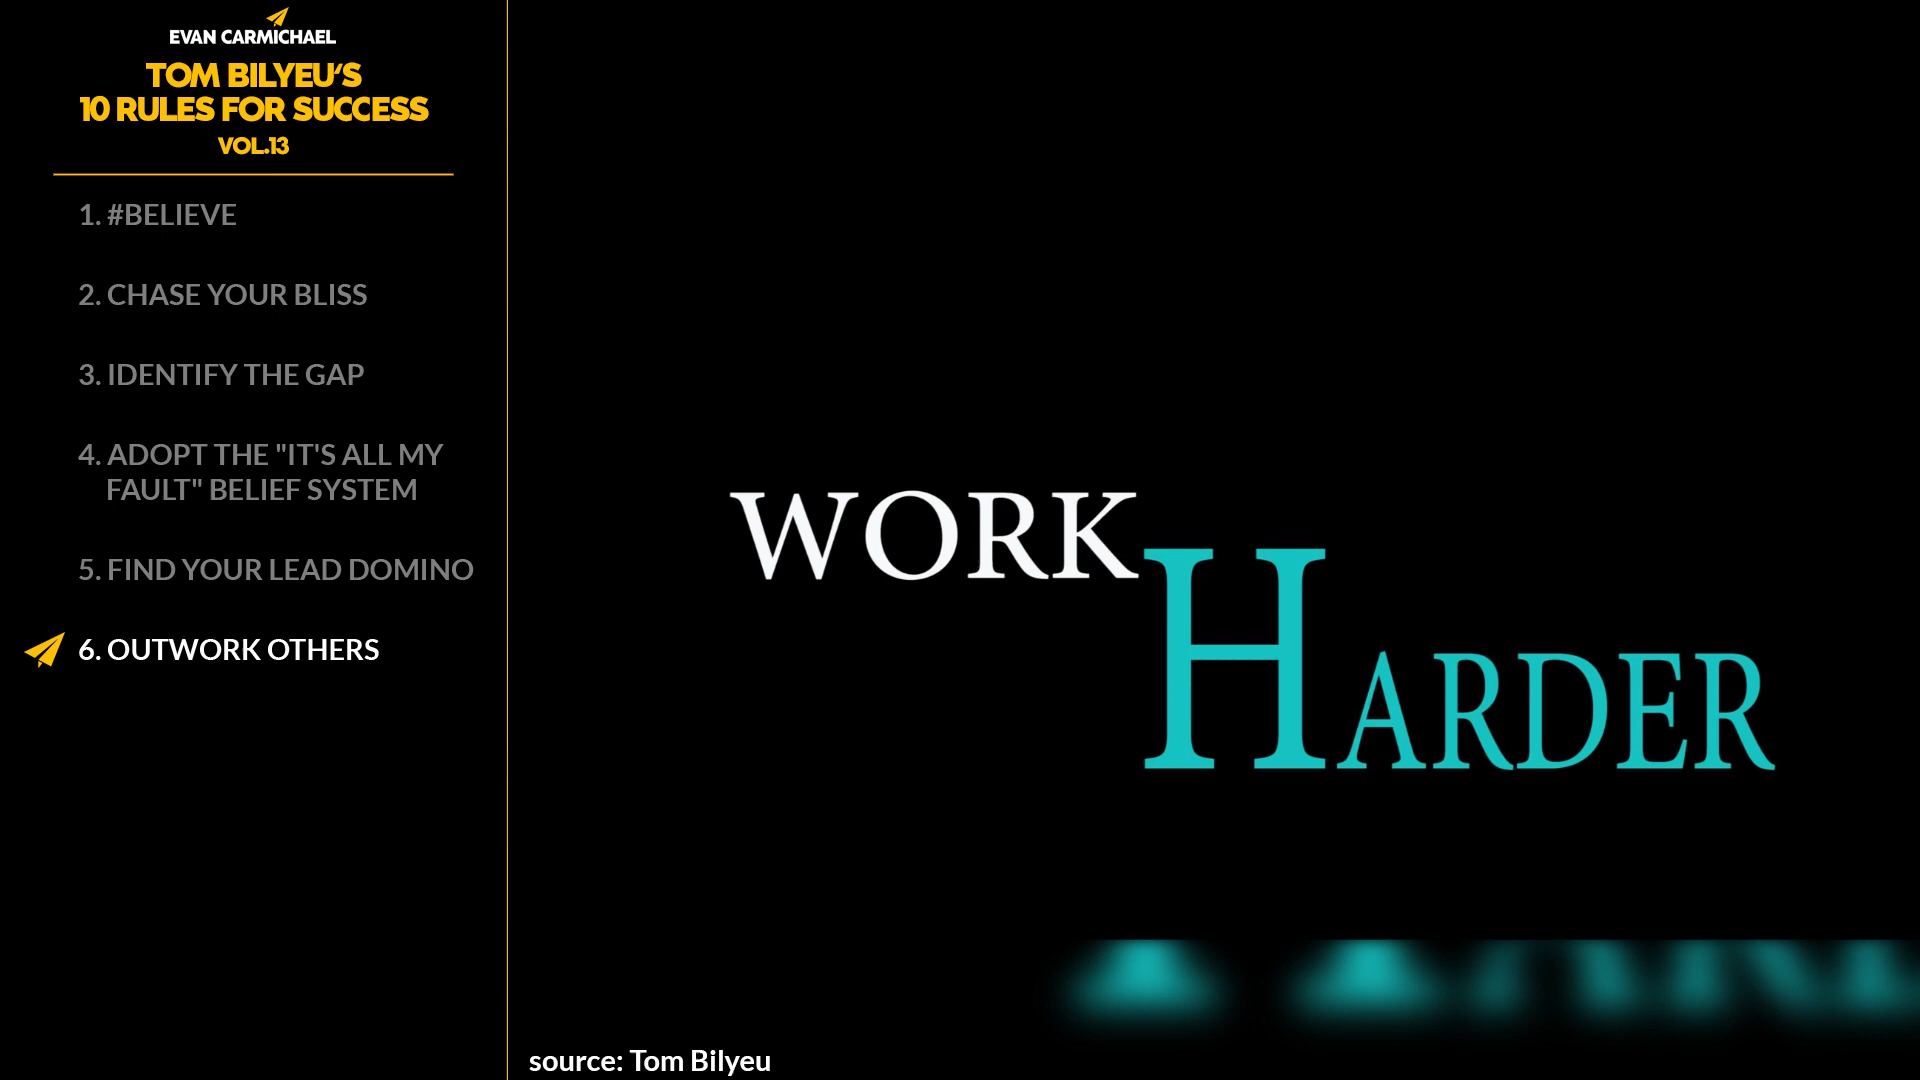 EVAN CARMICHAEL
TOM BILYEU'S
10 RULES FOR SUCCESS
VOL.13
1. #BELIEVE
2. CHASE YOUR BLISS
3. IDENTIFY THE GAP
4. ADOPT THE "IT'S ALL MY
FAULT" BELIEF SYSTEM
5. FIND YOUR LEAD DOMINO
6. OUTWORK OTHERS
WORK
HARDER
source: Tom Bilyeu